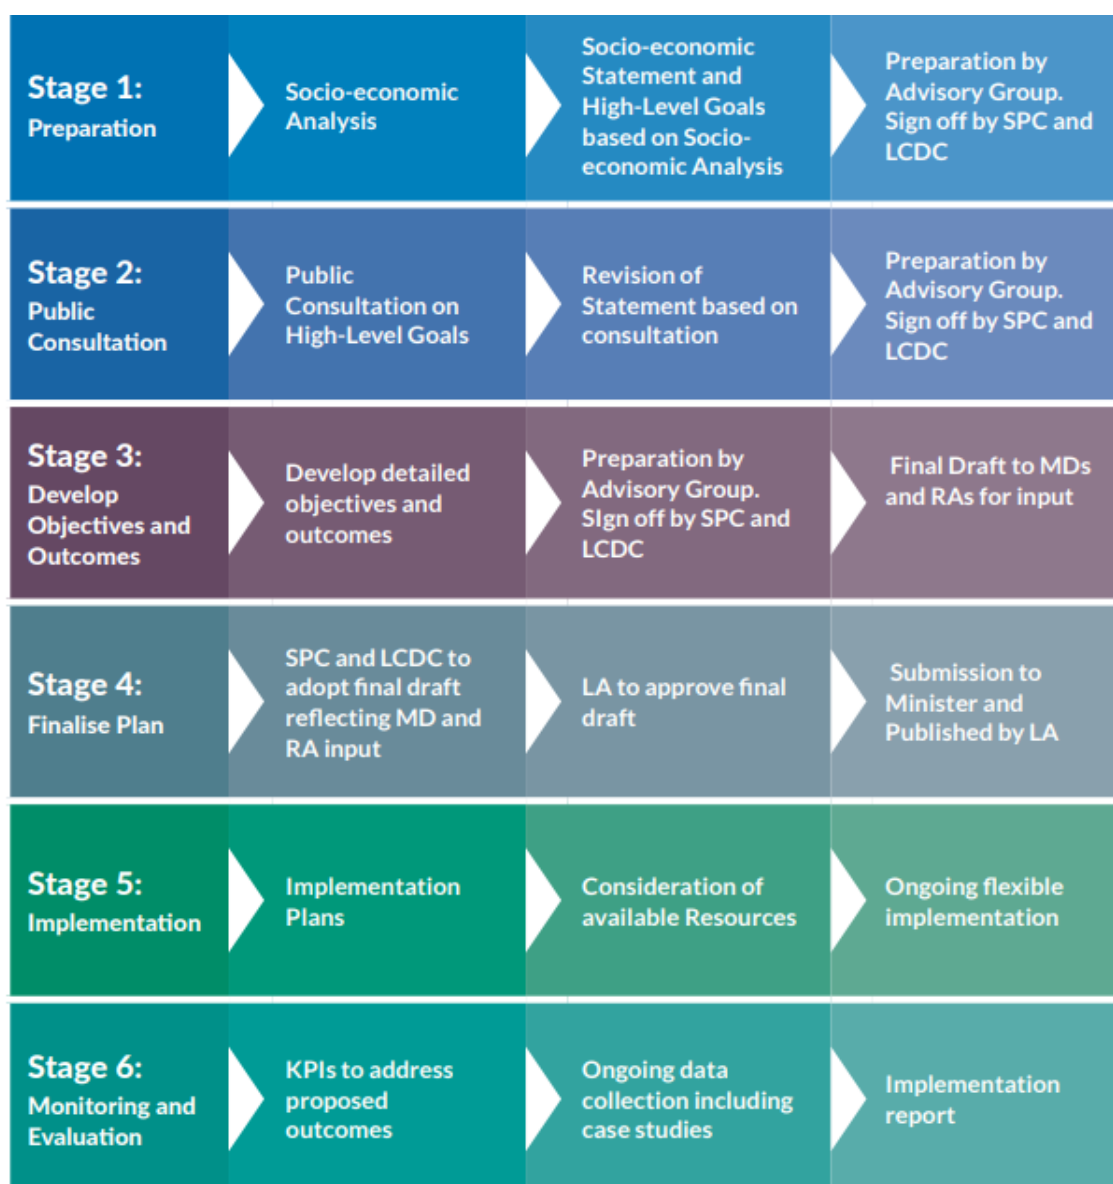 Stage 1:
Preparation
Socio-economic
Analysis
Socio-economic
Statement and
High-Level Goals
based on Socio-
economic Analysis
Preparation by
Advisory Group.
Sign off by SPC and
LCDC
Stage 2:
Public
Consultation
Public
Consultation on
High-Level Goals
Revision of
Statement based on
consultation
Preparation by
Advisory Group.
Sign off by SPC and
LCDC
Stage 3:
Develop
Objectives and
Outcomes
Develop detailed
objectives and
outcomes
Preparation by
Advisory Group.
SIgn off by SPC and
LCDC
Final Draft to MDs
and RAs for input
Stage 4:
Finalise Plan
SPC and LCDC to
adopt final draft
reflecting MD and
RA input
LA to approve final
draft
Submission to
Minister and
Published by LA
Stage 5:
Implementation
Implementation
Plans
Consideration of
available Resources
Ongoing flexible
implementation
Stage 6:
Monitoring and
Evaluation
KPIs to address
proposed
outcomes
Ongoing data
collection including
case studies
Implementation
report